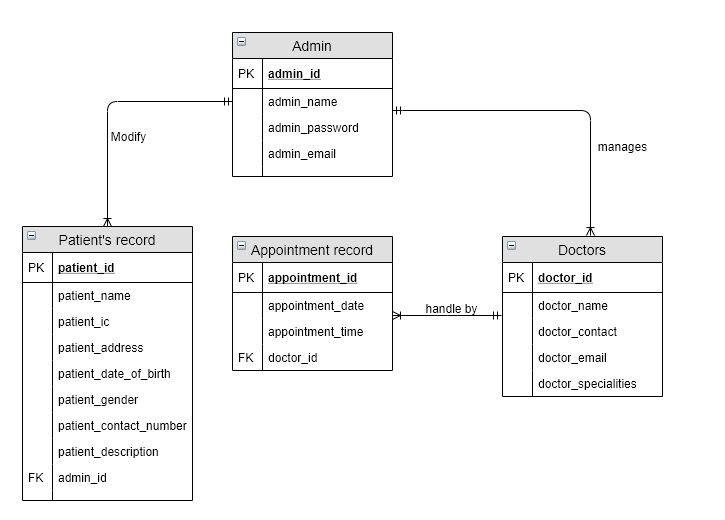 Admin
PK admin_id
admin_name
admin_password
admin_email
Modify
manages
Patient's record
PK patient_id
patient_name
patient_ic
patient_address
patient_date_of_birth
patient_gender
patient_contact_number
patient_description
FK admin_id
Appointment record
PK appointment_id
appointment_date
appointment_time
FK doctor_id
handle by
Doctors
PK doctor_id
doctor_name
doctor_contact
doctor_email
doctor_specialities